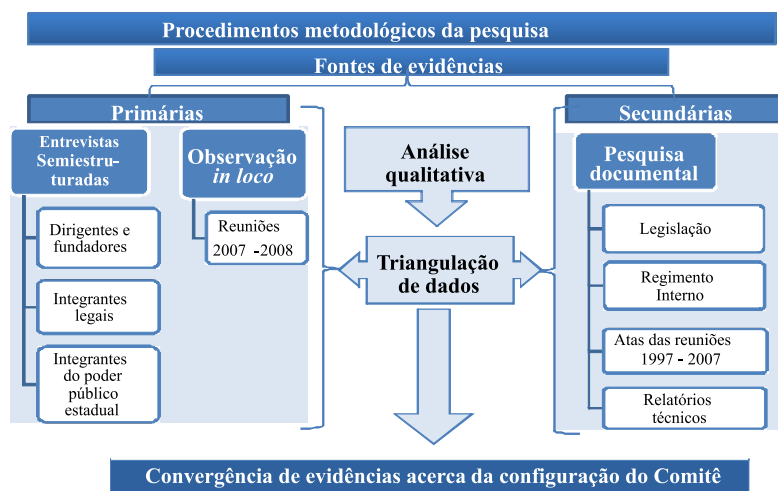 Procedimentos metodológicos da pesquisa
Fontes de evidências
Primárias
Entrevistas
Semiestru-
turadas
Dirigentes e
fundadores
Integrantes
legais
Integrantes
do poder
público
estadual
Observação
in loco
Reuniões
2007 -2008
Análise
qualitativa
Triangulação
de dados
Secundárias
Pesquisa
documental
Legislação
Regimento
Interno
Atas das reuniões
1997 - 2007
Relatórios
técnicos
Convergência de evidências acerca da configuração do Comitê